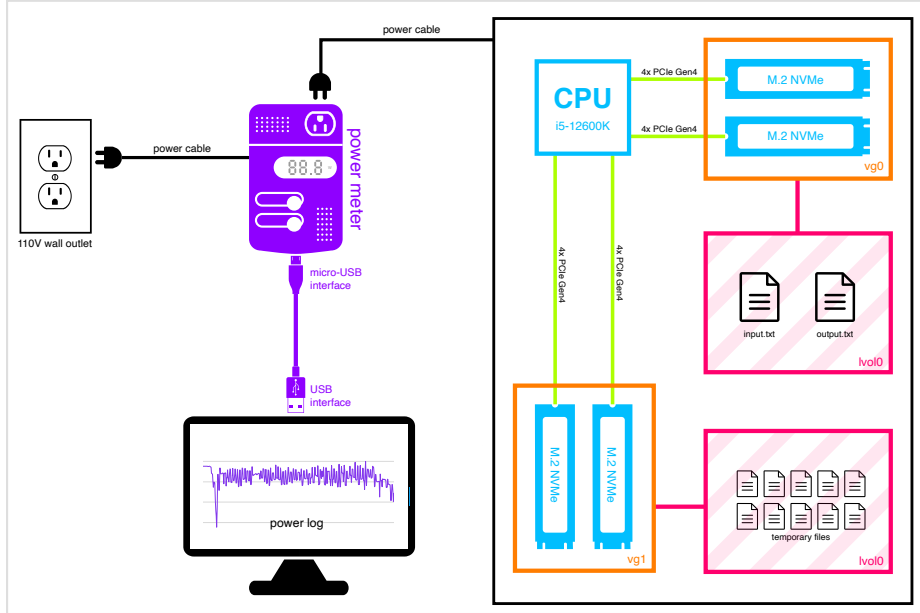 power cable
power cable
110V wall outlet
88.8
power meter
micro-USB
interface
USB
interface
power log
CPU
i5-12600K
4x PCIe Gen4
4x PCIe Gen4
4x PCIe Gen4
4x PCIe Gen4
M.2 NVMe
M.2 NVMe
vg0
input.txt
output.txt
lvol0
M.2 NVMe
M.2 NVMe
vg1
temporary files
lvol0